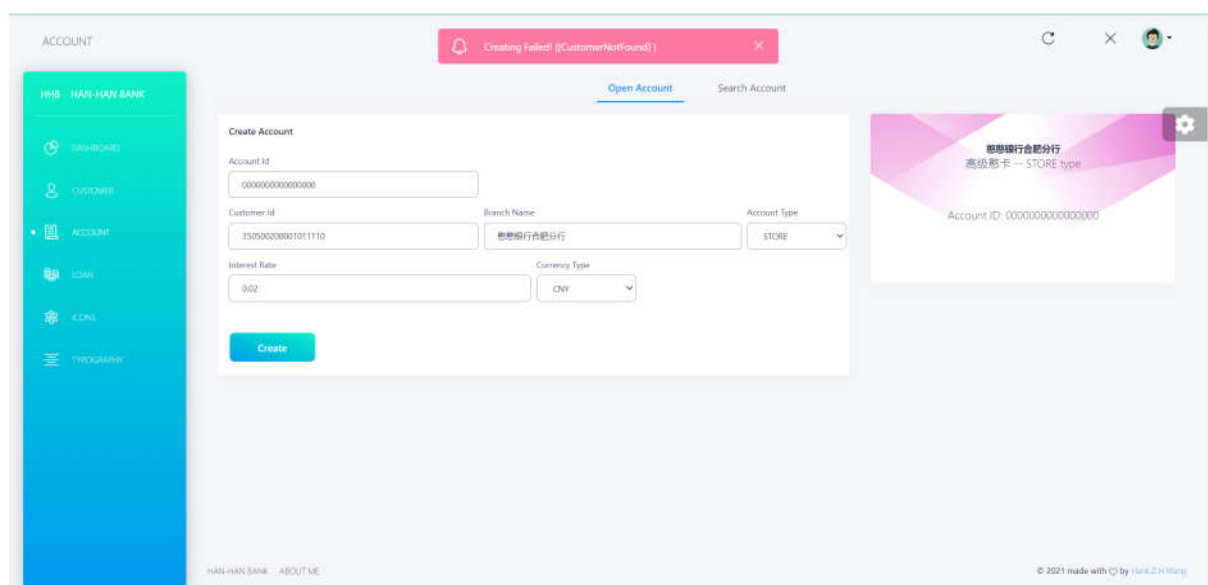 ACCOUNT
Creating Failed! ([CustomerNotFound] )
HHB HAN-HAN BANK
Open Account Search Account
DASHBOARD
CUSTOMER
ACCOUNT
LOAN
ICONS
TYPOGRAPHY
Create Account
Account Id
0000000000000000
Customer Id Branch Name Account Type
350500200001011110 憨憨银行合肥分行 STORE
Interest Rate Currency Type
0.02 CNY
Create
憨憨银行合肥分行
高级憨卡 -- STORE type
Account ID: 0000000000000000
HAN-HAN BANK ABOUT ME
© 2021 made with ♡ by Hank Z.H Wang